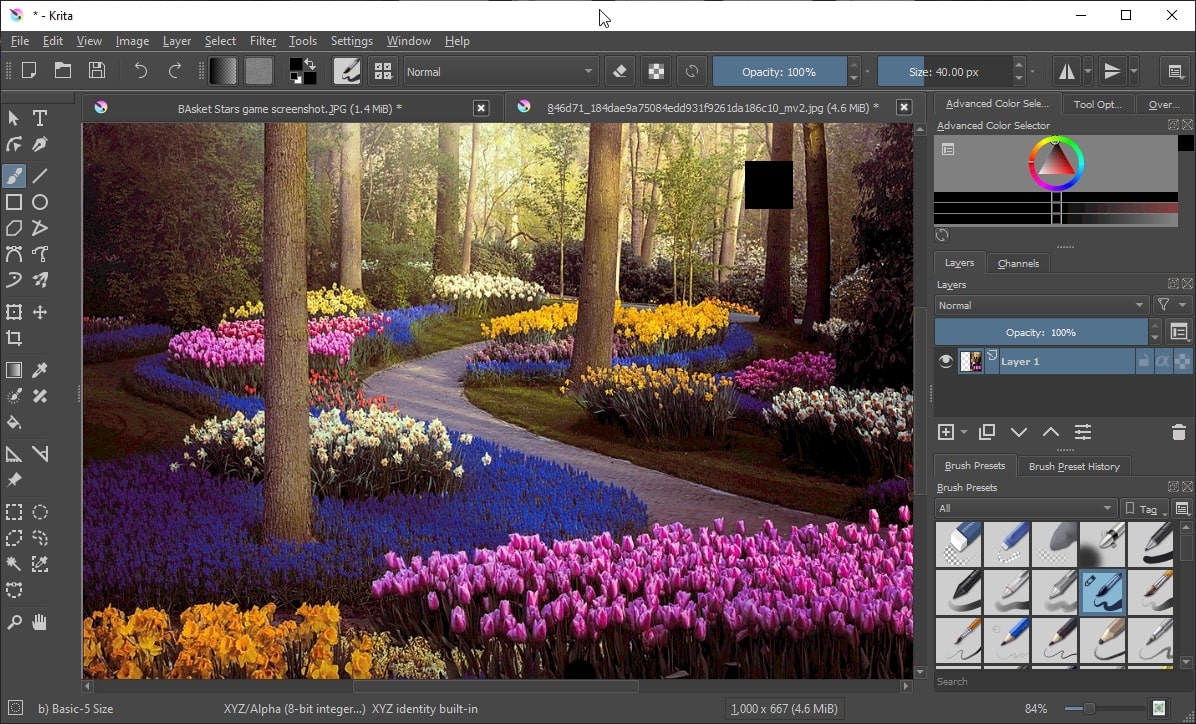 * - Krita
File Edit View Image Layer Select Filter Tools Settings Window Help
Normal
Opacity: 100%
Size: 40.00 px
BAsket Stars game screenshot.JPG (1.4 MiB) *
846d71_184dae9a75084edd931f9261da186c10_mv2.jpg (4.6 MiB) *
Advanced Color Sele... Tool Opt... Over...
Advanced Color Selector
Layers Channels
Layers
Normal
Opacity: 100%
Layer 1
Brush Presets Brush Preset History
Brush Presets
All Tag
Search
b) Basic-5 Size XYZ/Alpha (8-bit integer...) XYZ identity built-in 1,000 x 667 (4.6 MiB) 84%